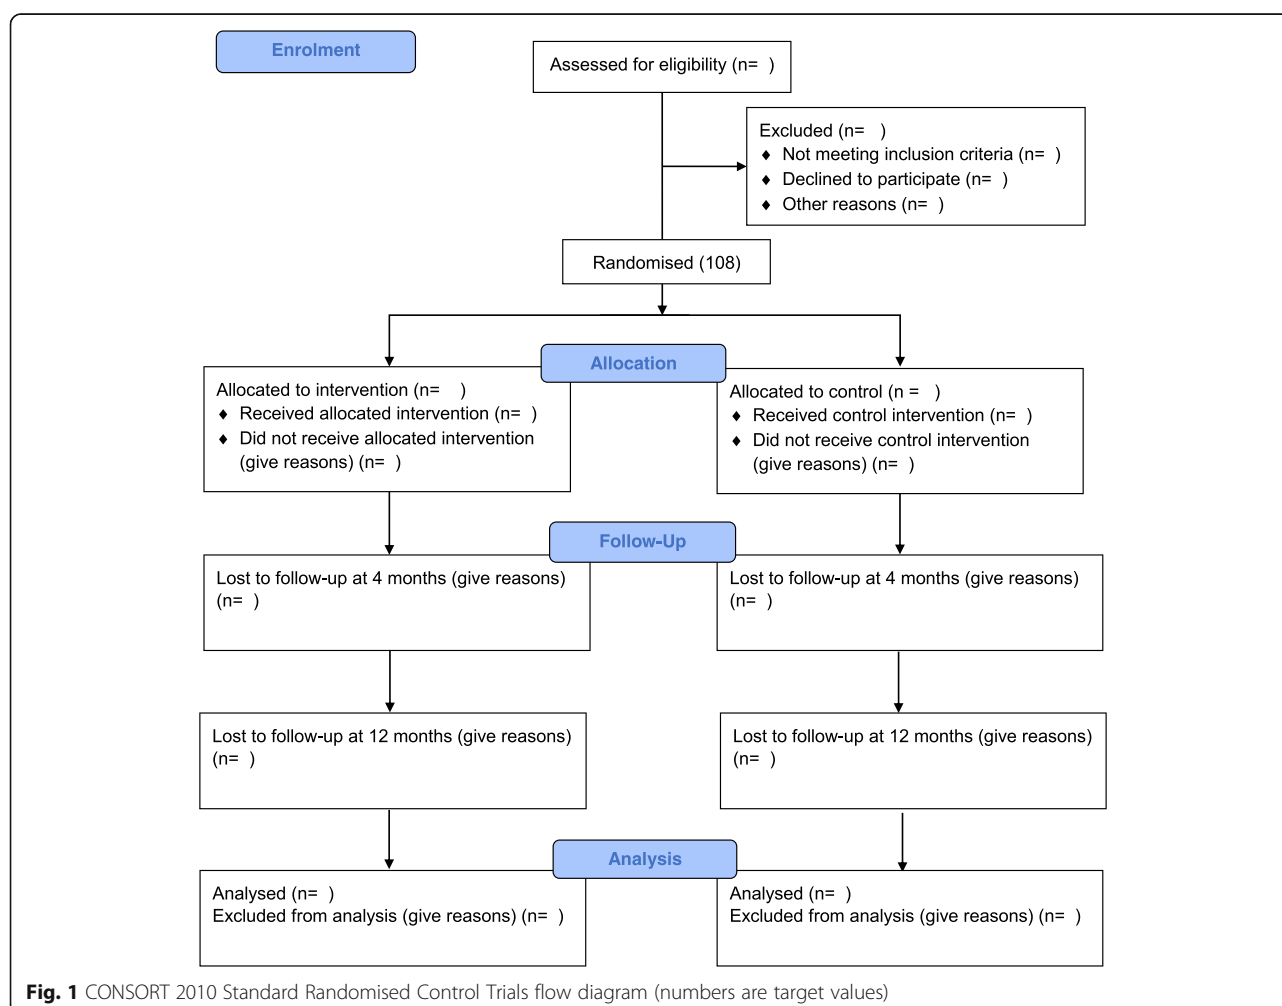 Enrolment
Assessed for eligibility (n=  )
Excluded (n=   )
♦ Not meeting inclusion criteria (n=  )
♦ Declined to participate (n=  )
♦ Other reasons (n=  )
Randomised (108)
Allocation
Allocated to intervention (n=    )
♦ Received allocated intervention (n=  )
♦ Did not receive allocated intervention
(give reasons) (n=  )
Allocated to control (n =   )
♦ Received control intervention (n=  )
♦ Did not receive control intervention
(give reasons) (n=  )
Follow-Up
Lost to follow-up at 4 months (give reasons)
(n=  )
Lost to follow-up at 4 months (give reasons)
(n=  )
Lost to follow-up at 12 months (give reasons)
(n=  )
Lost to follow-up at 12 months (give reasons)
(n=  )
Analysis
Analysed (n=  )
Excluded from analysis (give reasons) (n=  )
Analysed (n=  )
Excluded from analysis (give reasons) (n=  )
Fig. 1 CONSORT 2010 Standard Randomised Control Trials flow diagram (numbers are target values)